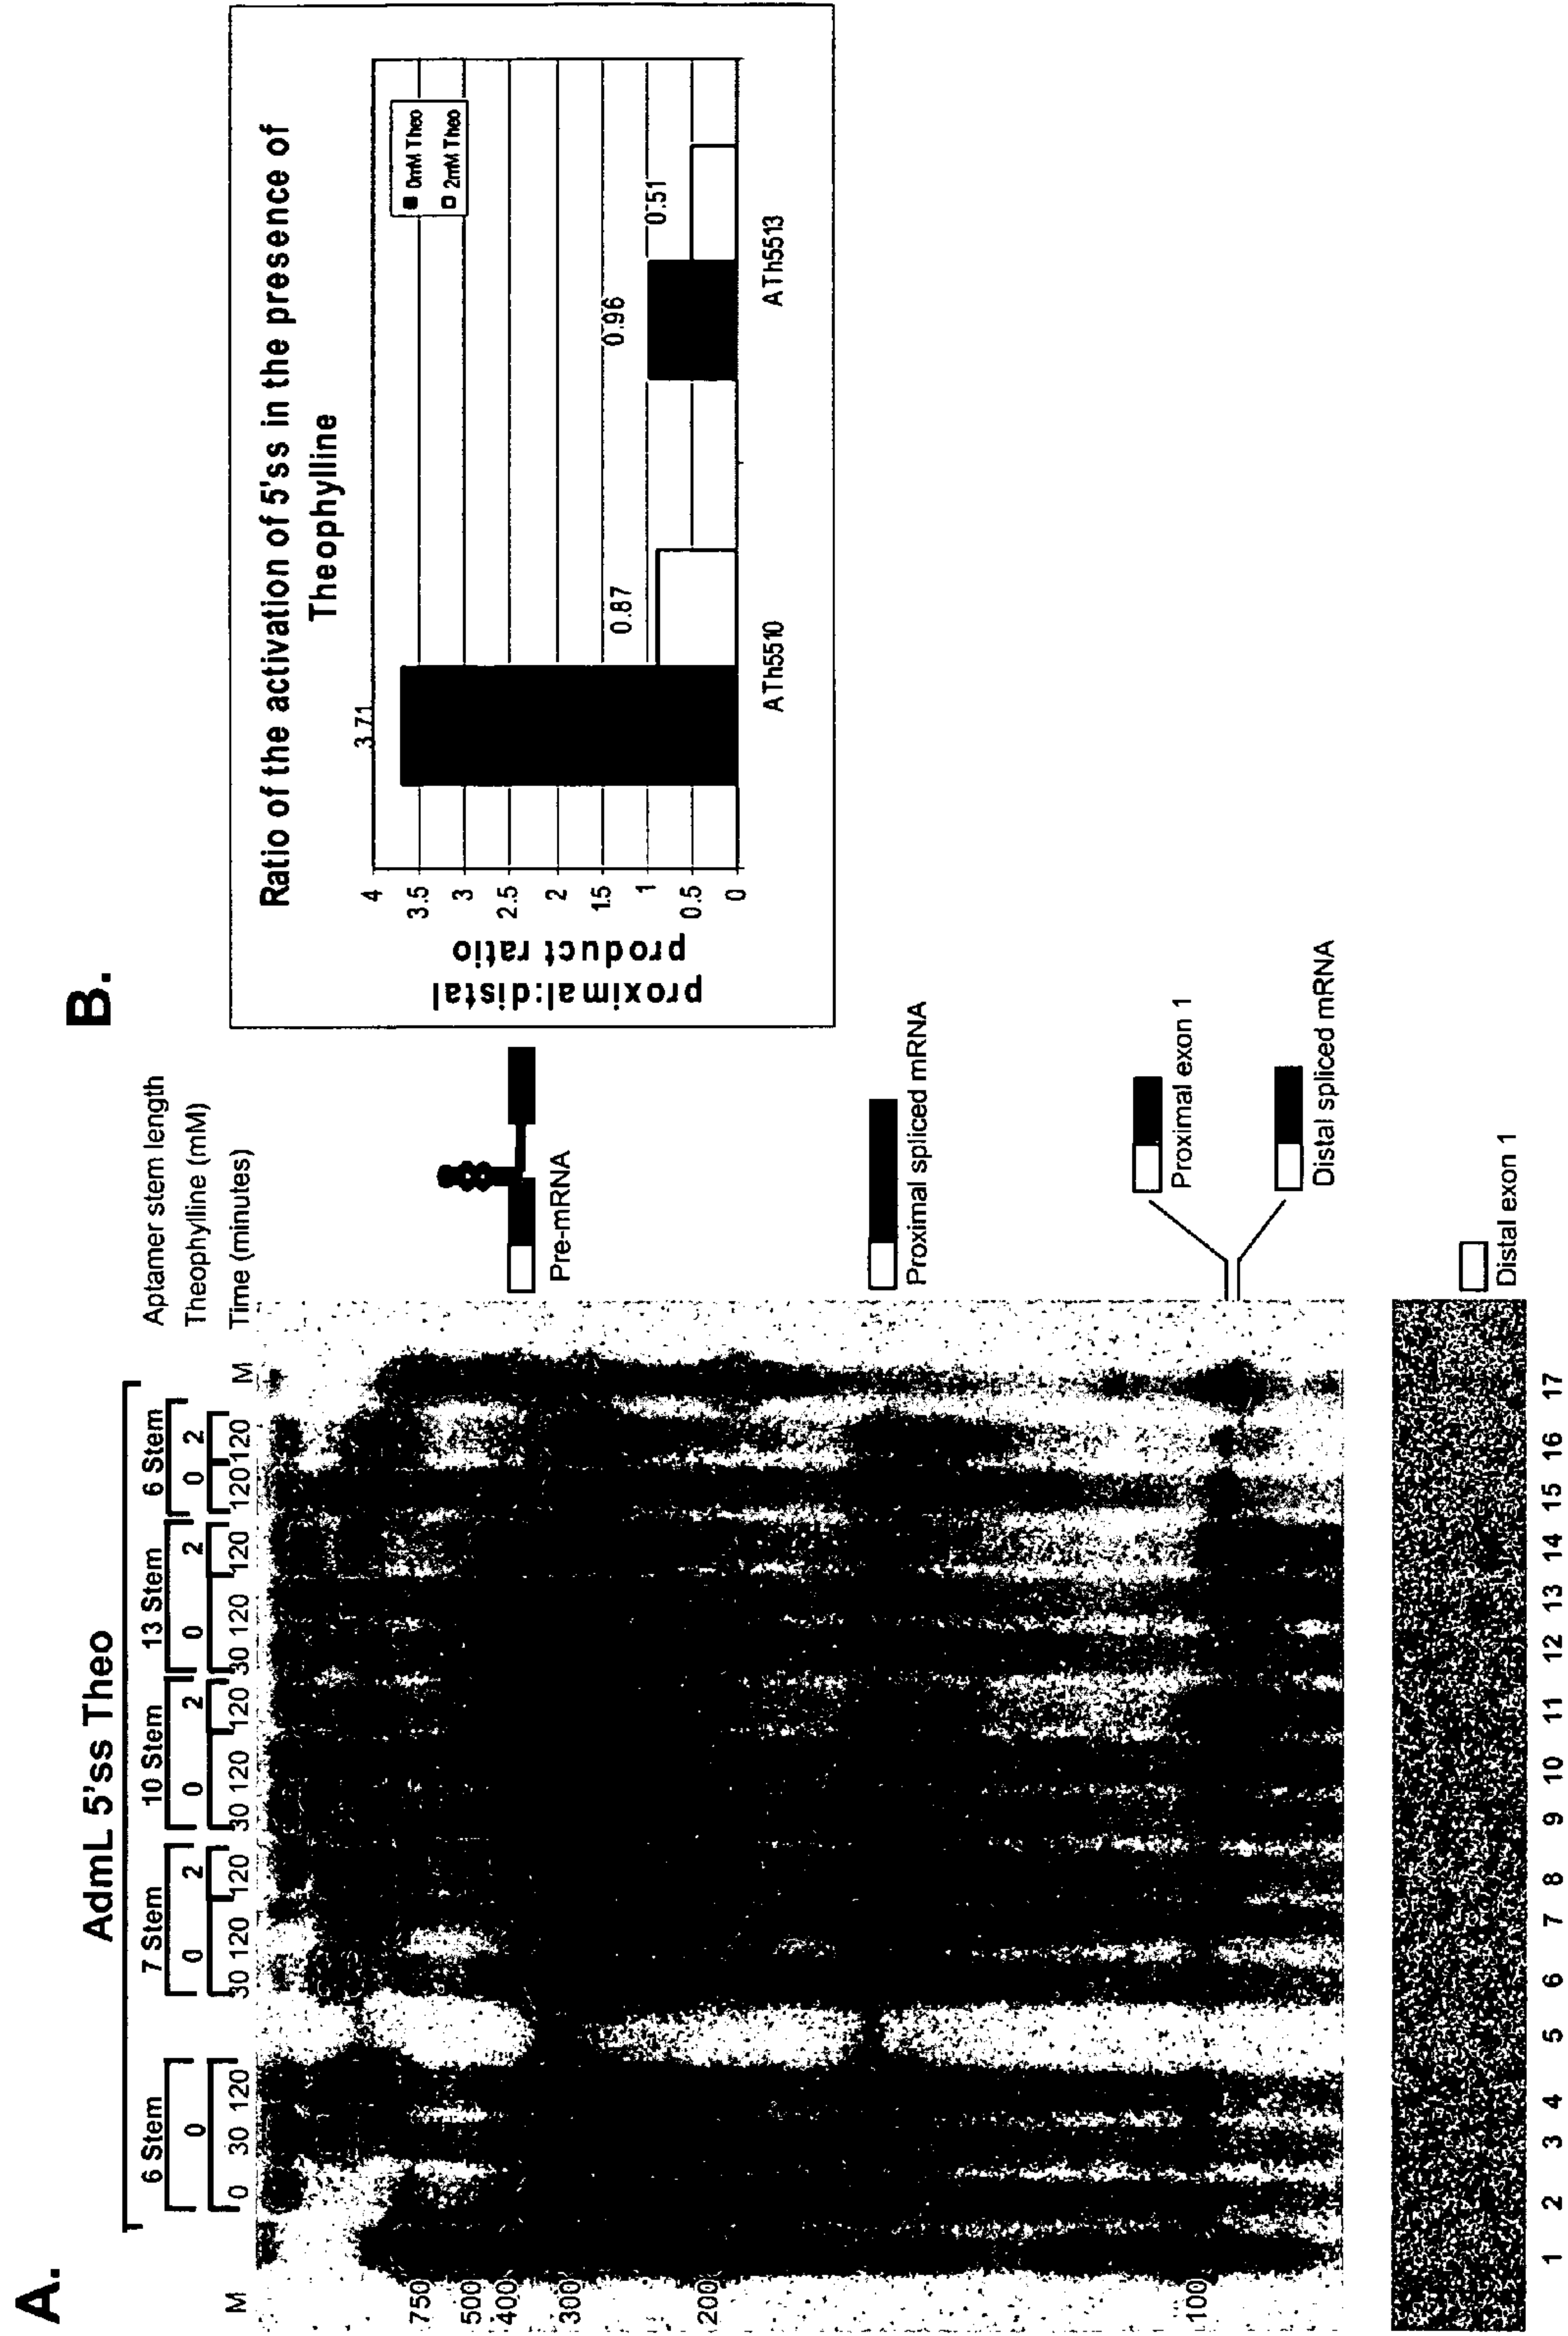 A.
AdmL 5'ss Theo
6 Stem 7 Stem 10 Stem 13 Stem 6 Stem Aptamer stem length
0 0 2 0 2 0 2 0 2 Theophylline (mM)
M 0 30 120 30 120 120 30 120 120 30 120 120 120 120 M Time (minutes)
750
500
400
300
200
100
Pre-mRNA
Proximal spliced mRNA
Proximal exon 1
Distal spliced mRNA
Distal exon 1
1 2 3 4 5 6 7 8 9 10 11 12 13 14 15 16 17
B.
Ratio of the activation of 5'ss in the presence of
Theophylline
proximal:distal
product ratio
4
3.5
3
2.5
2
1.5
1
0.5
0
3.71
0.87
0.96
0.51
0mM Theo
2mM Theo
ATh5510 ATh5513